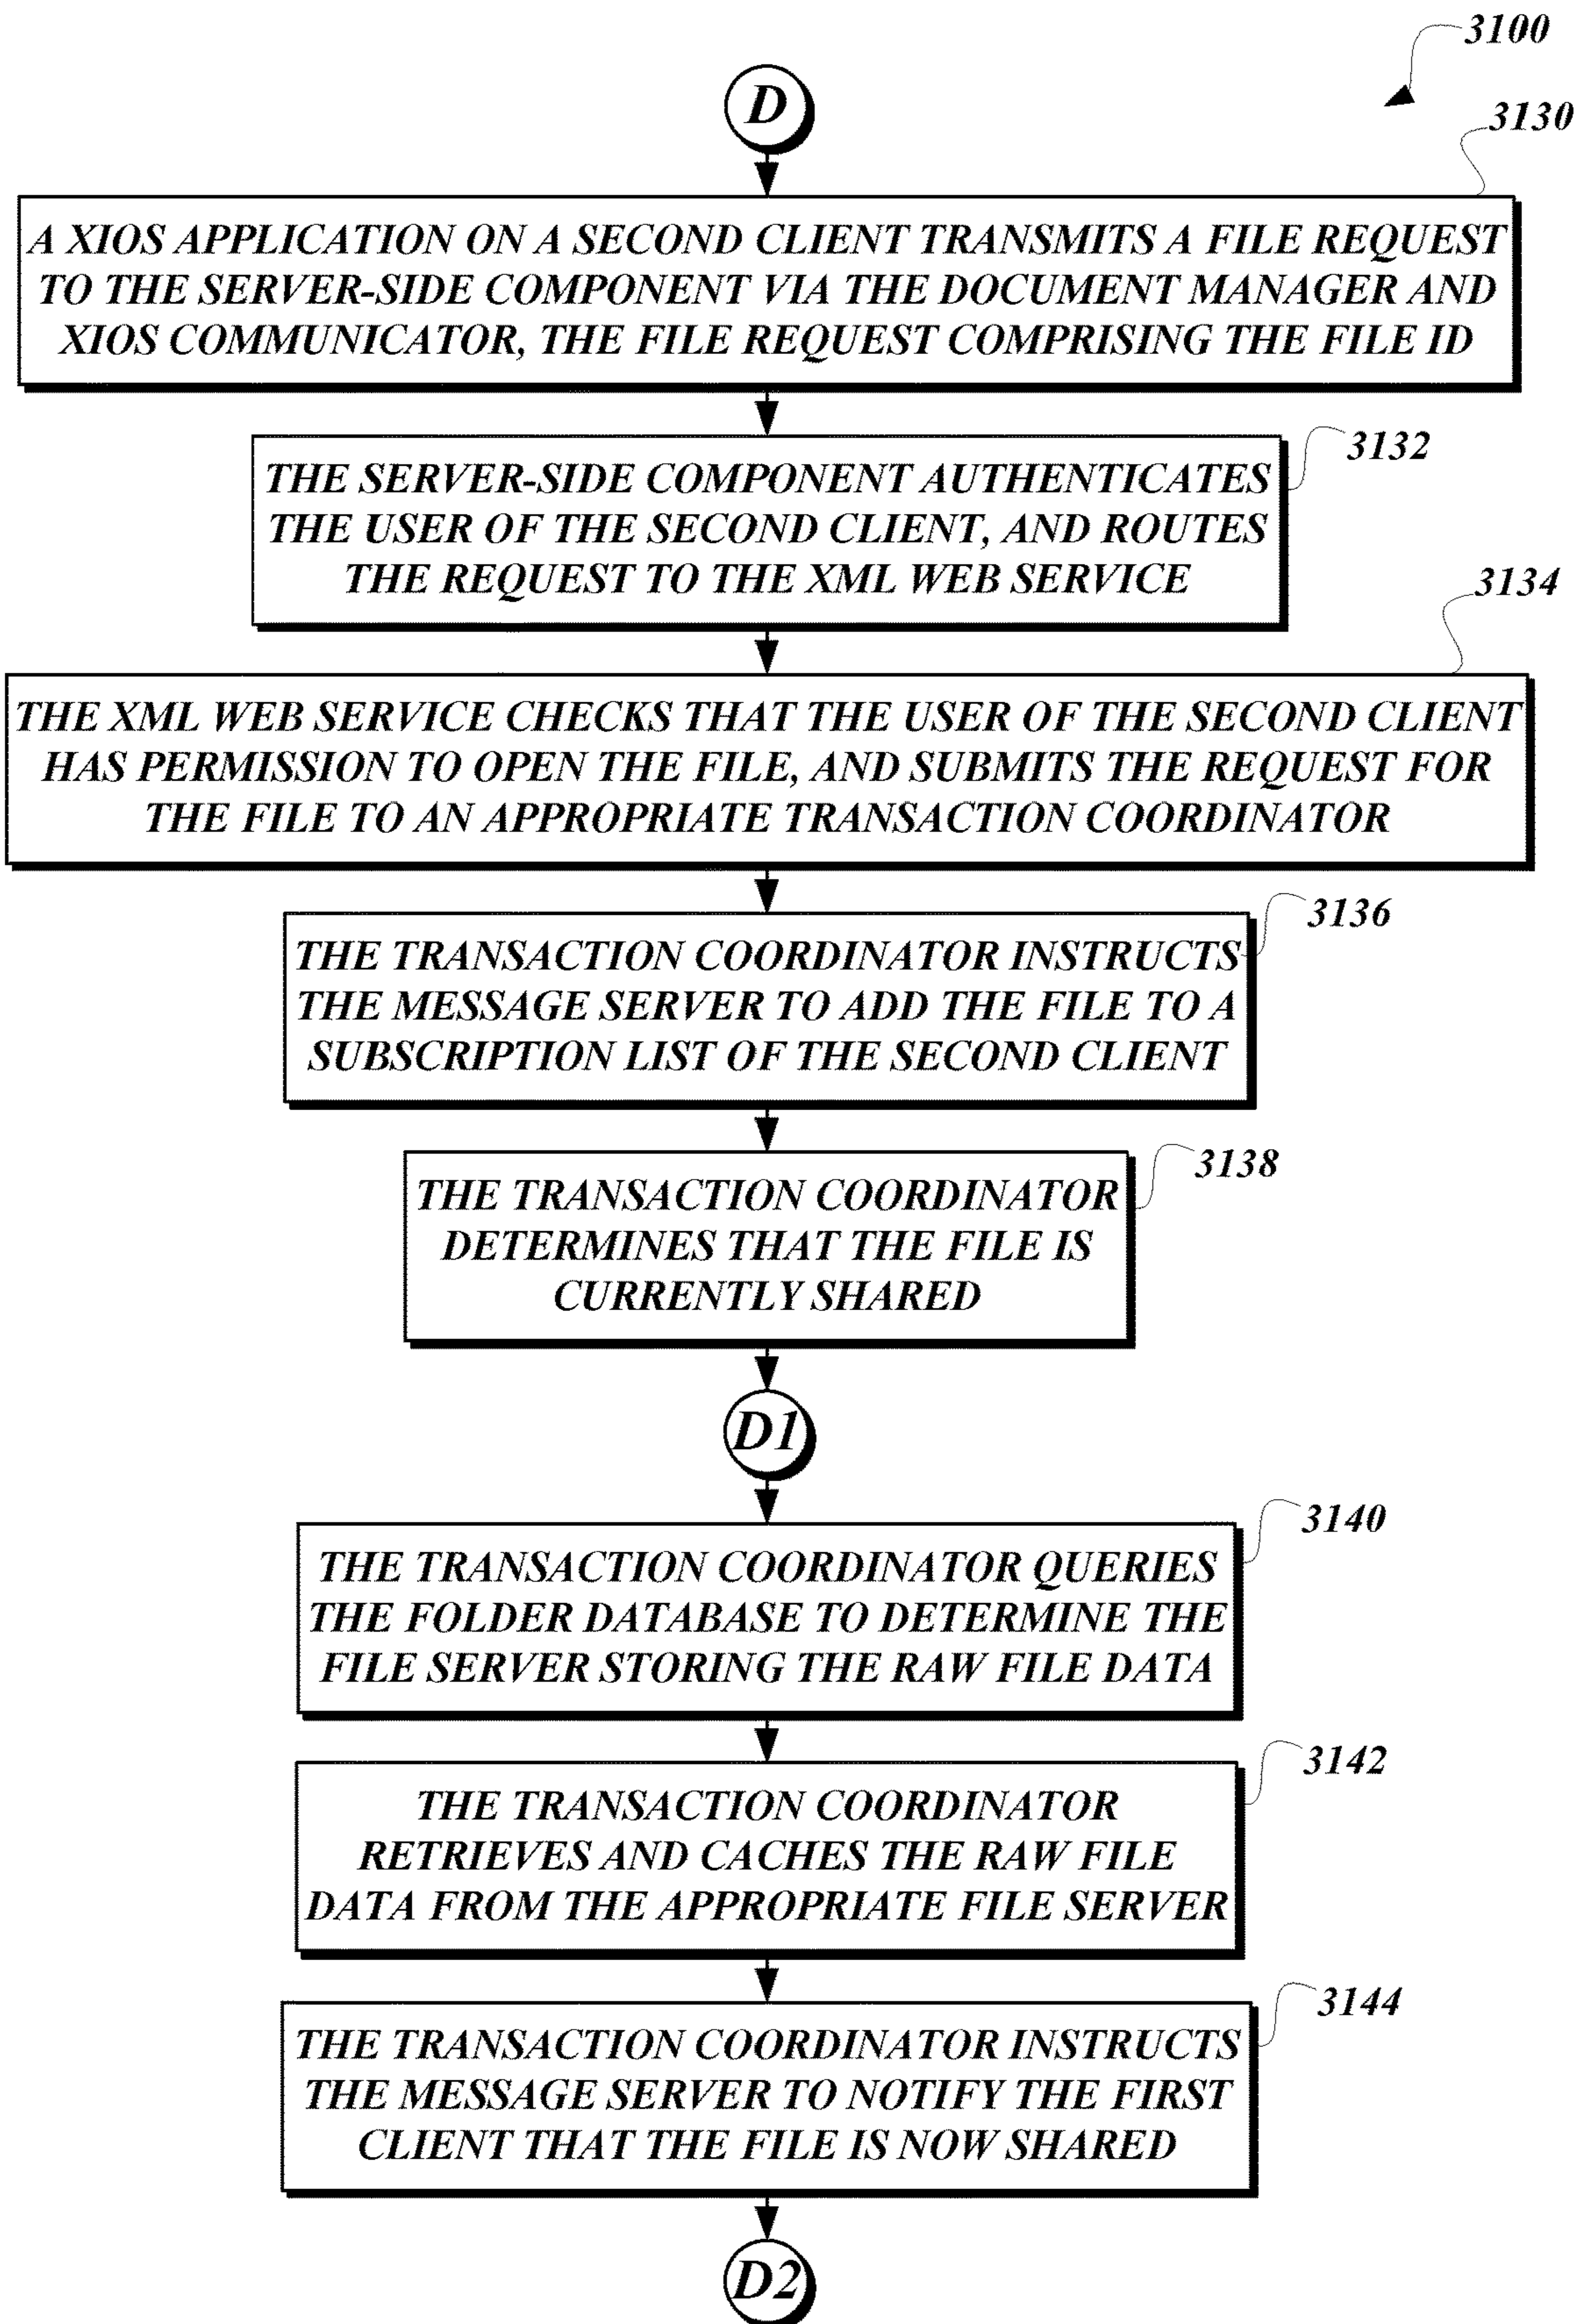 3100
D
3130
A XIOS APPLICATION ON A SECOND CLIENT TRANSMITS A FILE REQUEST
TO THE SERVER-SIDE COMPONENT VIA THE DOCUMENT MANAGER AND
XIOS COMMUNICATOR, THE FILE REQUEST COMPRISING THE FILE ID
3132
THE SERVER-SIDE COMPONENT AUTHENTICATES
THE USER OF THE SECOND CLIENT, AND ROUTES
THE REQUEST TO THE XML WEB SERVICE
3134
THE XML WEB SERVICE CHECKS THAT THE USER OF THE SECOND CLIENT
HAS PERMISSION TO OPEN THE FILE, AND SUBMITS THE REQUEST FOR
THE FILE TO AN APPROPRIATE TRANSACTION COORDINATOR
3136
THE TRANSACTION COORDINATOR INSTRUCTS
THE MESSAGE SERVER TO ADD THE FILE TO A
SUBSCRIPTION LIST OF THE SECOND CLIENT
3138
THE TRANSACTION COORDINATOR
DETERMINES THAT THE FILE IS
CURRENTLY SHARED
D1
3140
THE TRANSACTION COORDINATOR QUERIES
THE FOLDER DATABASE TO DETERMINE THE
FILE SERVER STORING THE RAW FILE DATA
3142
THE TRANSACTION COORDINATOR
RETRIEVES AND CACHES THE RAW FILE
DATA FROM THE APPROPRIATE FILE SERVER
3144
THE TRANSACTION COORDINATOR INSTRUCTS
THE MESSAGE SERVER TO NOTIFY THE FIRST
CLIENT THAT THE FILE IS NOW SHARED
D2